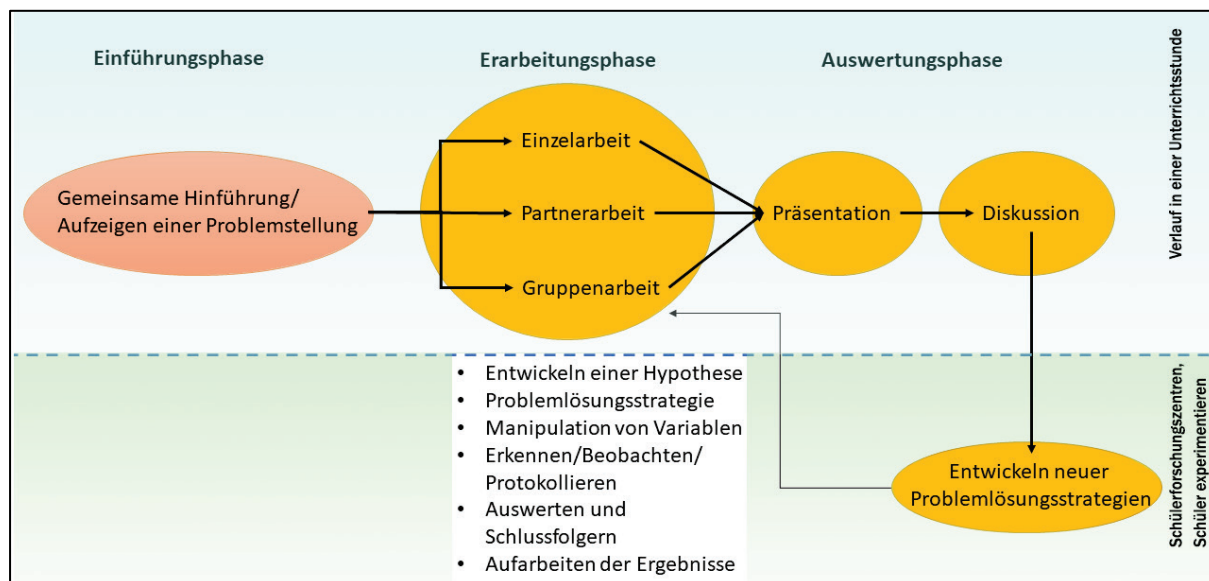 Einführungsphase
Erarbeitungsphase
Auswertungsphase
Gemeinsame Hinführung/
Aufzeigen einer Problemstellung
Einzelarbeit
Partnerarbeit
Gruppenarbeit
Präsentation
Diskussion
Verlauf in einer Unterrichtsstunde
• Entwickeln einer Hypothese
• Problemlösungsstrategie
• Manipulation von Variablen
• Erkennen/Beobachten/
Protokollieren
• Auswerten und
Schlussfolgern
• Aufarbeiten der Ergebnisse
Entwickeln neuer
Problemlösungsstrategien
Schülerforschungszentren,
Schüler experimentieren